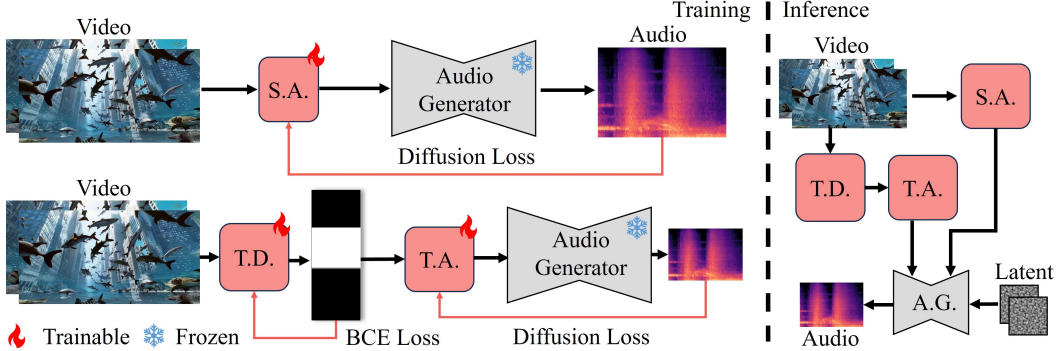 Training
Video
S.A.
Audio
Generator
Audio
Diffusion Loss
Video
T.D.
T.A.
Audio
Generator
BCE Loss
Diffusion Loss
Trainable
Frozen
Inference
Video
S.A.
T.D.
T.A.
Latent
A.G.
Audio